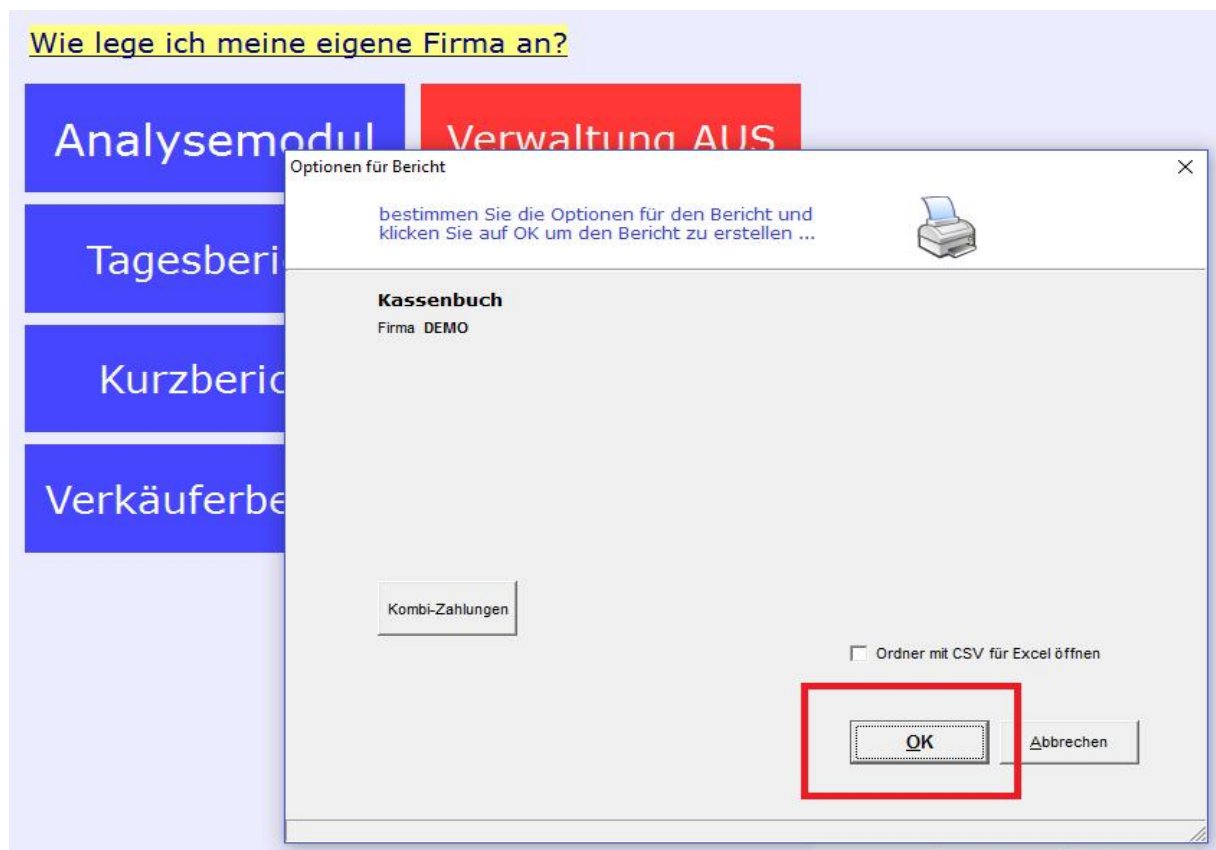 Wie lege ich meine eigene Firma an?
Analysemodul
Verwaltung AUS
Optionen für Bericht
bestimmen Sie die Optionen für den Bericht und
klicken Sie auf OK um den Bericht zu erstellen ...
Tagesberi
Kassenbuch
Firma DEMO
Kurzberic
Verkäuferbe
Kombi-Zahlungen
Ordner mit CSV für Excel öffnen
OK
Abbrechen